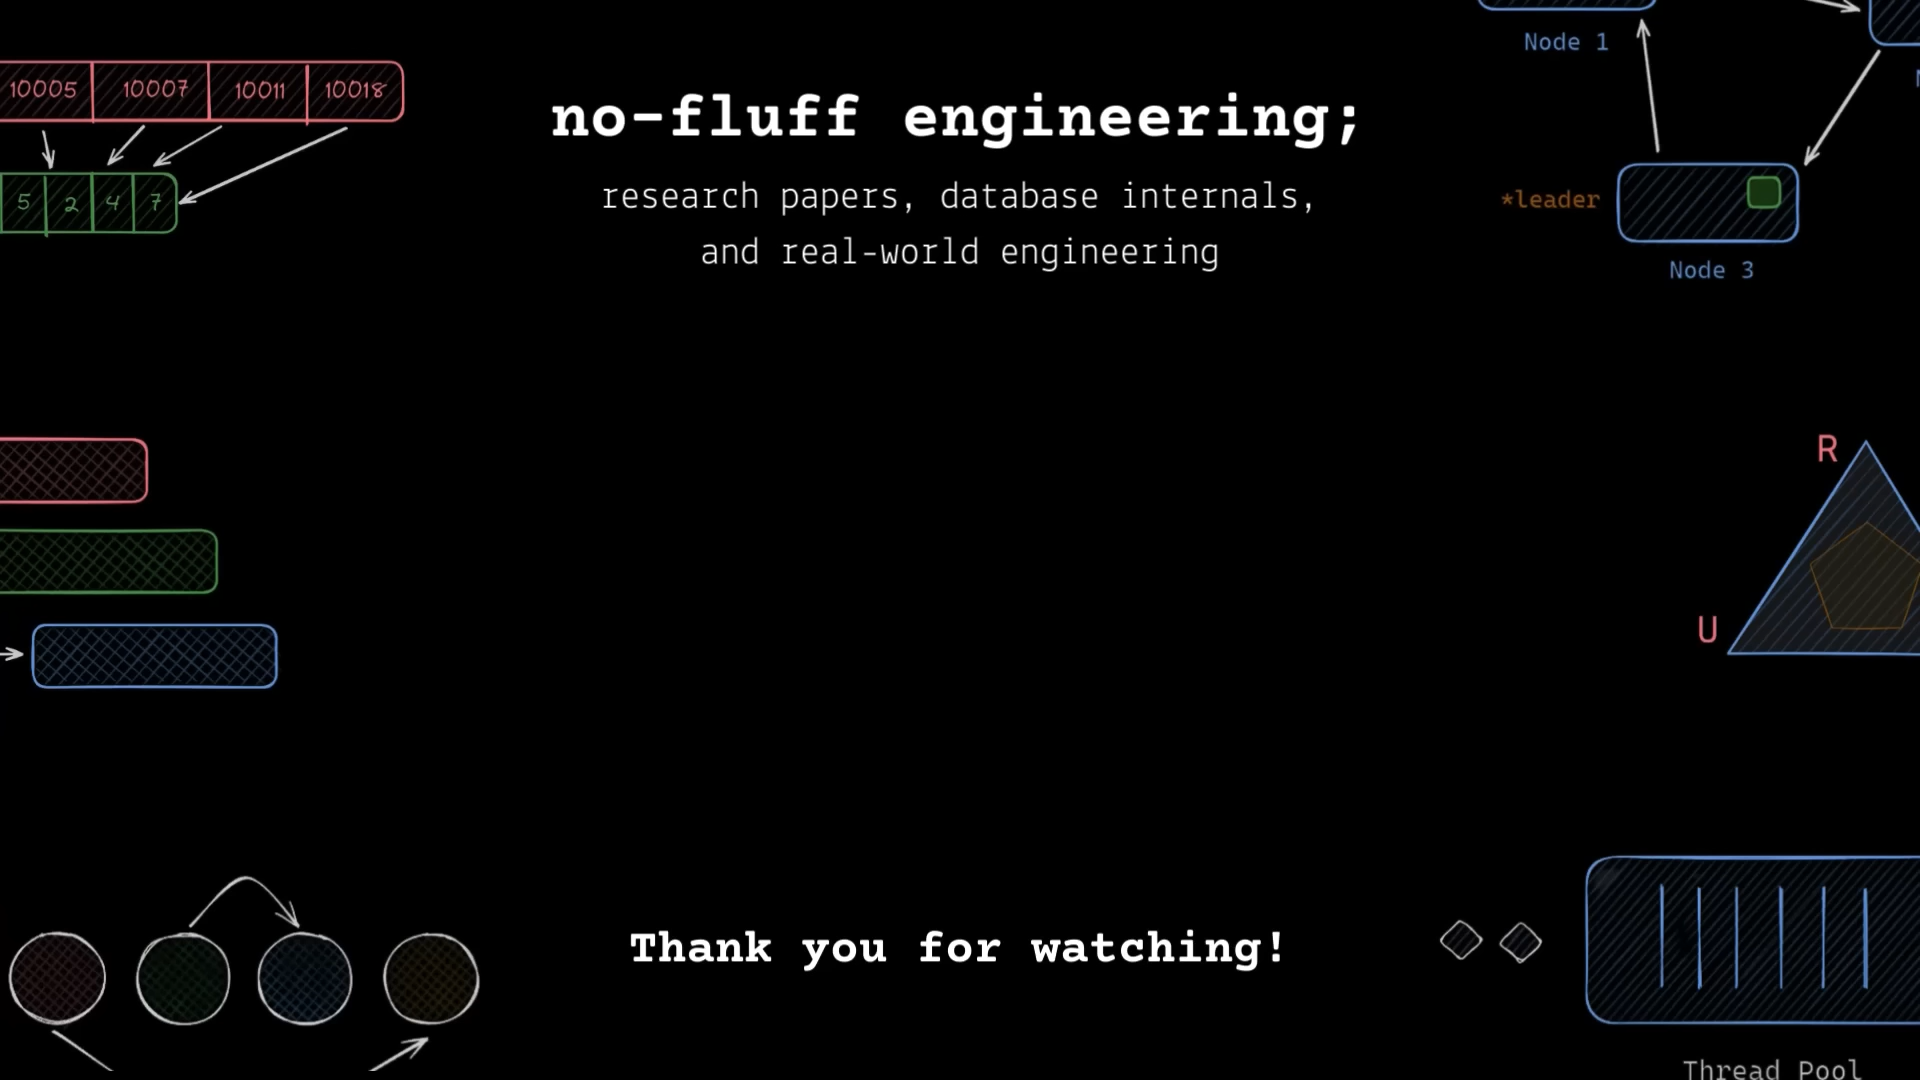 Node 1
10005 10007 10011 10018
no-fluff engineering;
research papers, database internals,
and real-world engineering
5 2 4 7
*leader
Node 3
R
U
Thank you for watching!
Thread Pool